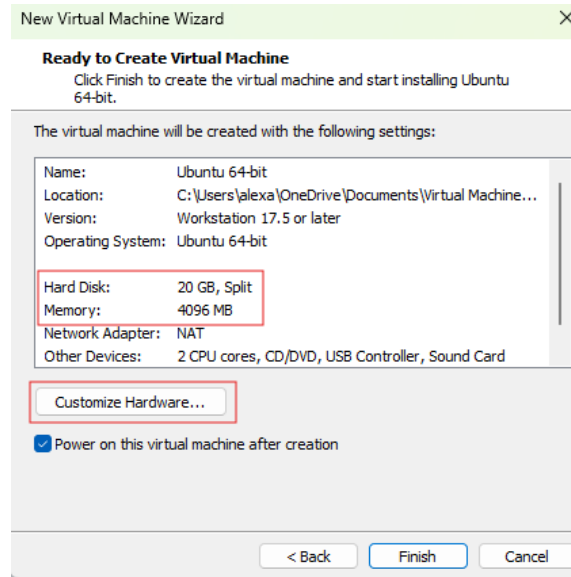 New Virtual Machine Wizard
Ready to Create Virtual Machine
Click Finish to create the virtual machine and start installing Ubuntu
64-bit.
The virtual machine will be created with the following settings:
Name: Ubuntu 64-bit
Location: C:\Users\alexa\OneDrive\Documents\Virtual Machine...
Version: Workstation 17.5 or later
Operating System: Ubuntu 64-bit
Hard Disk: 20 GB, Split
Memory: 4096 MB
Network Adapter: NAT
Other Devices: 2 CPU cores, CD/DVD, USB Controller, Sound Card
Customize Hardware...
Power on this virtual machine after creation
< Back Finish Cancel